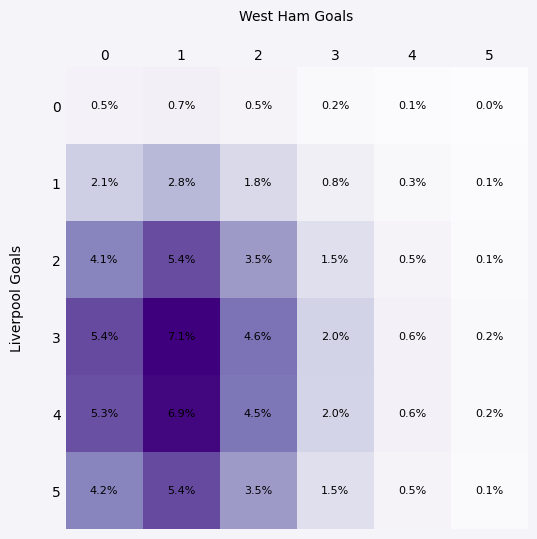 West Ham Goals
0 1 2 3 4 5
0 0.5% 0.7% 0.5% 0.2% 0.1% 0.0%
1 2.1% 2.8% 1.8% 0.8% 0.3% 0.1%
2 4.1% 5.4% 3.5% 1.5% 0.5% 0.1%
Liverpool Goals
3 5.4% 7.1% 4.6% 2.0% 0.6% 0.2%
4 5.3% 6.9% 4.5% 2.0% 0.6% 0.2%
5 4.2% 5.4% 3.5% 1.5% 0.5% 0.1%